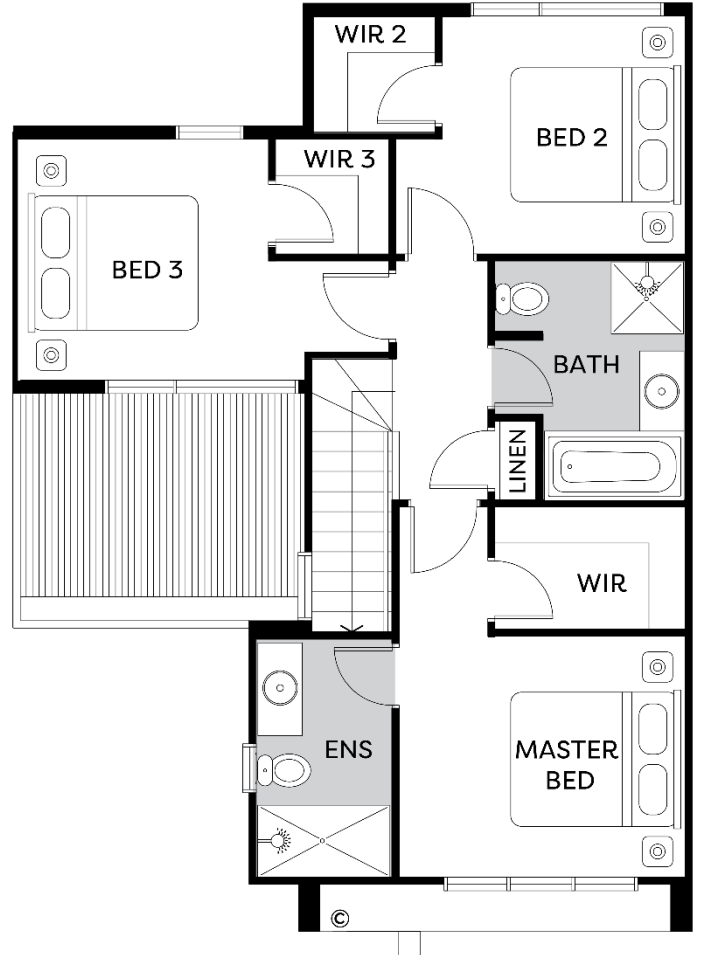 WIR 2
BED 2
WIR 3
BED 3
BATH
LINEN
WIR
ENS
MASTER
BED
©